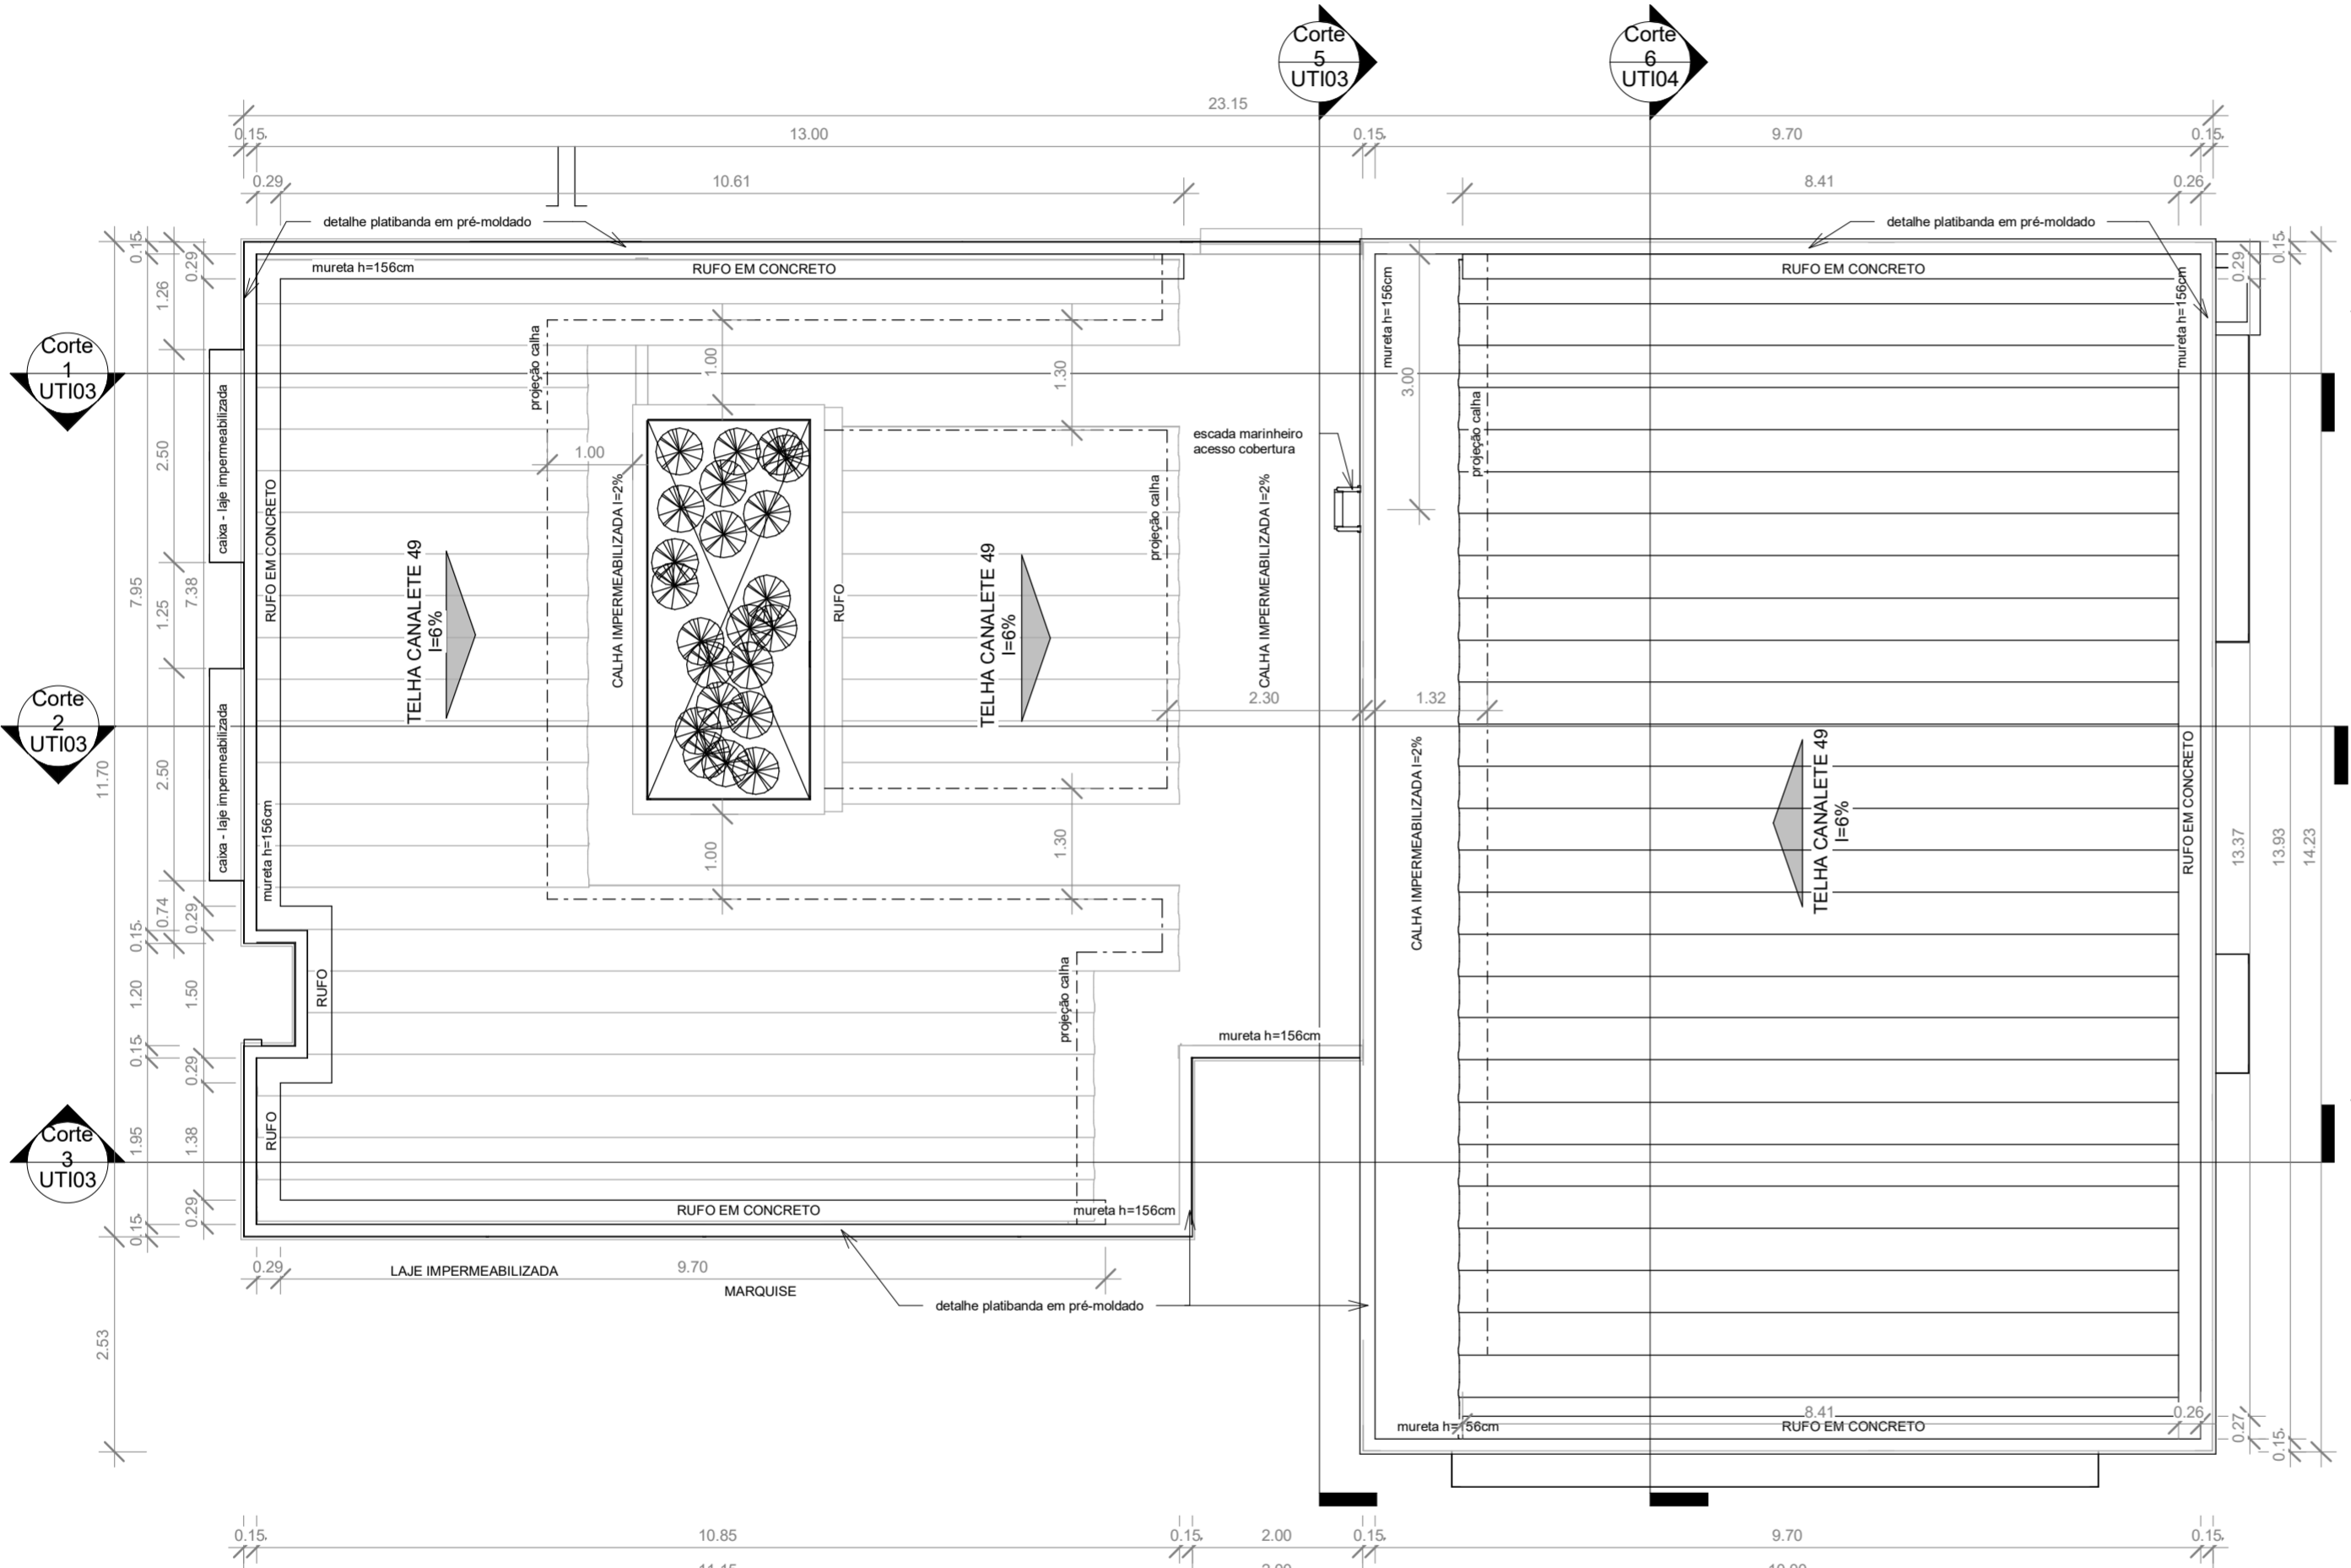 Corte
5
UTI03
Corte
6
UTI04
23.15
0.15
13.00
0.15
9.70
0.15
0.29
10.61
8.41
0.26
detalhe platibanda em pré-moldado
detalhe platibanda em pré-moldado
0.15
0.29
1.26
mureta h=156cm
RUFO EM CONCRETO
mureta h=156cm
RUFO EM CONCRETO
mureta h=156cm
0.29
0.15
Corte
1
UTI03
projeção calha
1.00
1.30
3.00
projeção calha
caixa - laje impermeabilizada
2.50
1.00
escada marinheiro
acesso cobertura
RUFO EM CONCRETO
CALHA IMPERMEABILIZADA I=2%
projeção calha
CALHA IMPERMEABILIZADA I=2%
TELHA CANALETE 49
I=6%
RUFO
TELHA CANALETE 49
I=6%
7.95
1.25
7.38
Corte
2
UTI03
2.30
1.32
11.70
2.50
caixa - laje impermeabilizada
mureta h=156cm
1.00
1.30
CALHA IMPERMEABILIZADA I=2%
TELHA CANALETE 49
I=6%
RUFO EM CONCRETO
13.37
13.93
14.23
0.74
0.29
0.15
1.20
1.50
RUFO
projeção calha
0.15
0.29
mureta h=156cm
Corte
3
UTI03
1.95
1.38
RUFO
0.29
0.15
RUFO EM CONCRETO
mureta h=156cm
0.29
LAJE IMPERMEABILIZADA
9.70
MARQUISE
detalhe platibanda em pré-moldado
2.53
8.41
0.26
mureta h=156cm
RUFO EM CONCRETO
0.27
0.15
0.15
10.85
0.15
2.00
0.15
9.70
0.15